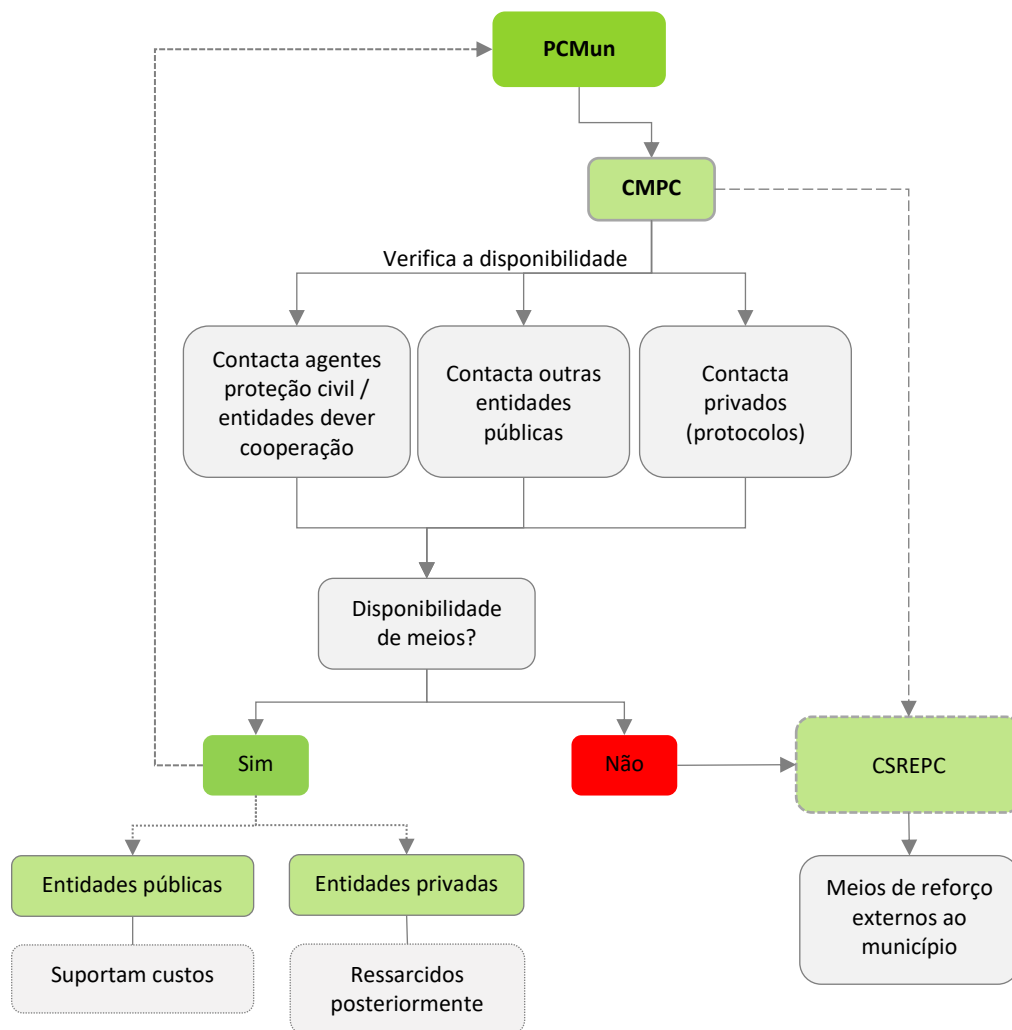 PCMun
CMPC
Verifica a disponibilidade
Contacta agentes
proteção civil /
entidades dever
cooperação
Contacta outras
entidades
públicas
Contacta
privados
(protocolos)
Disponibilidade
de meios?
Sim
Não
CSREPC
Entidades públicas
Entidades privadas
Suportam custos
Ressarcidos
posteriormente
Meios de reforço
externos ao
município